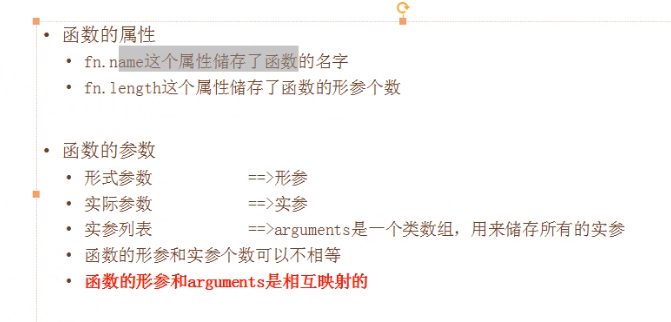 函数的属性
fn.name这个属性储存了函数的名字
fn.length这个属性储存了函数的形参个数
函数的参数
形式参数 ==>形参
实际参数 ==>实参
实参列表 ==>arguments是一个类数组，用来储存所有的实参
函数的形参和实参个数可以不相等
函数的形参和arguments是相互映射的